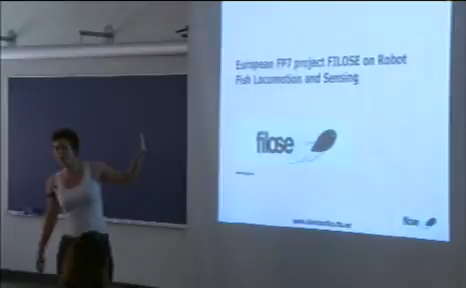 European FP7 project FILOSE on Robot
Fish Locomotion and Sensing
filose
filose